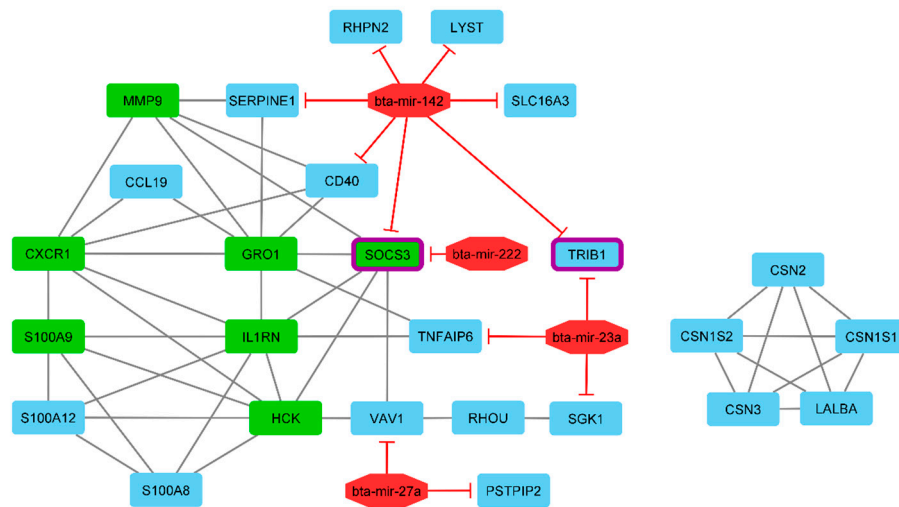 RHPN2
LYST
MMP9
SERPINE1
bta-mir-142
SLC16A3
CCL19
CD40
CXCR1
GRO1
SOCS3
bta-mir-222
TRIB1
CSN2
S100A9
IL1RN
TNFAIP6
bta-mir-23a
CSN1S2
CSN1S1
S100A12
HCK
VAV1
RHOU
SGK1
CSN3
LALBA
S100A8
bta-mir-27a
PSTPIP2